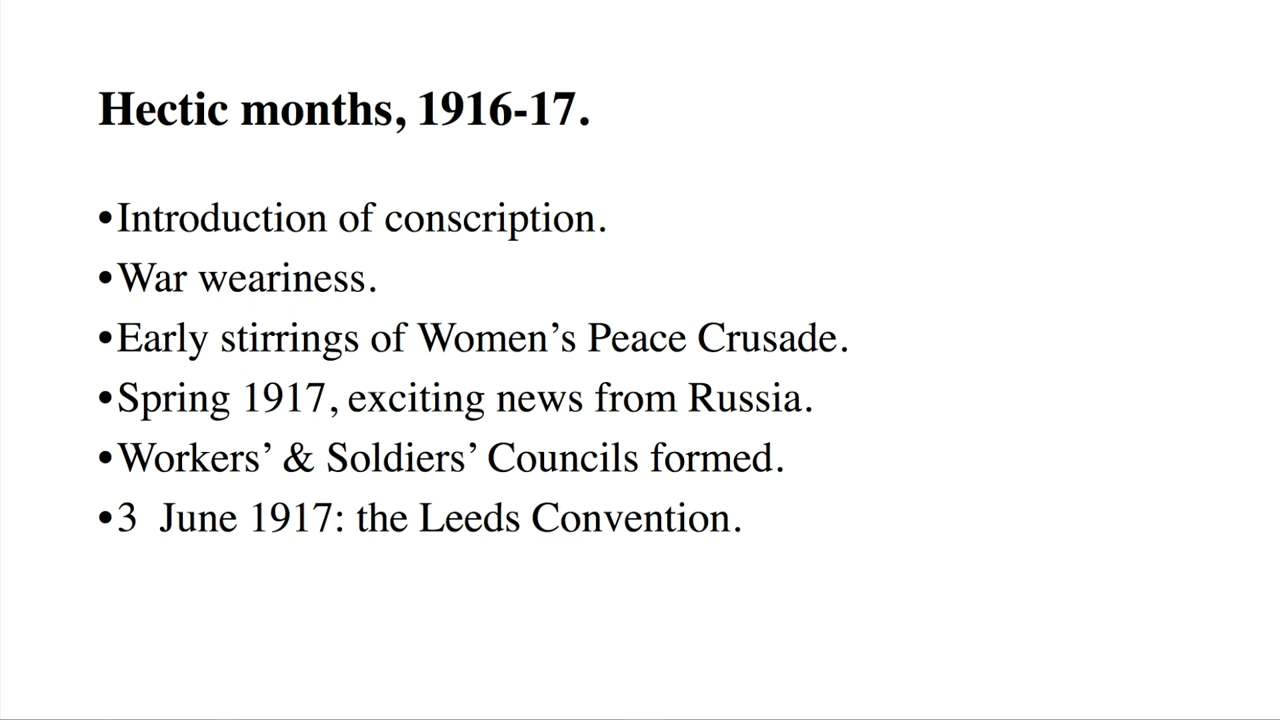 Hectic months, 1916-17.
•Introduction of conscription.
•War weariness.
•Early stirrings of Women’s Peace Crusade.
•Spring 1917, exciting news from Russia.
•Workers’ & Soldiers’ Councils formed.
•3  June 1917: the Leeds Convention.